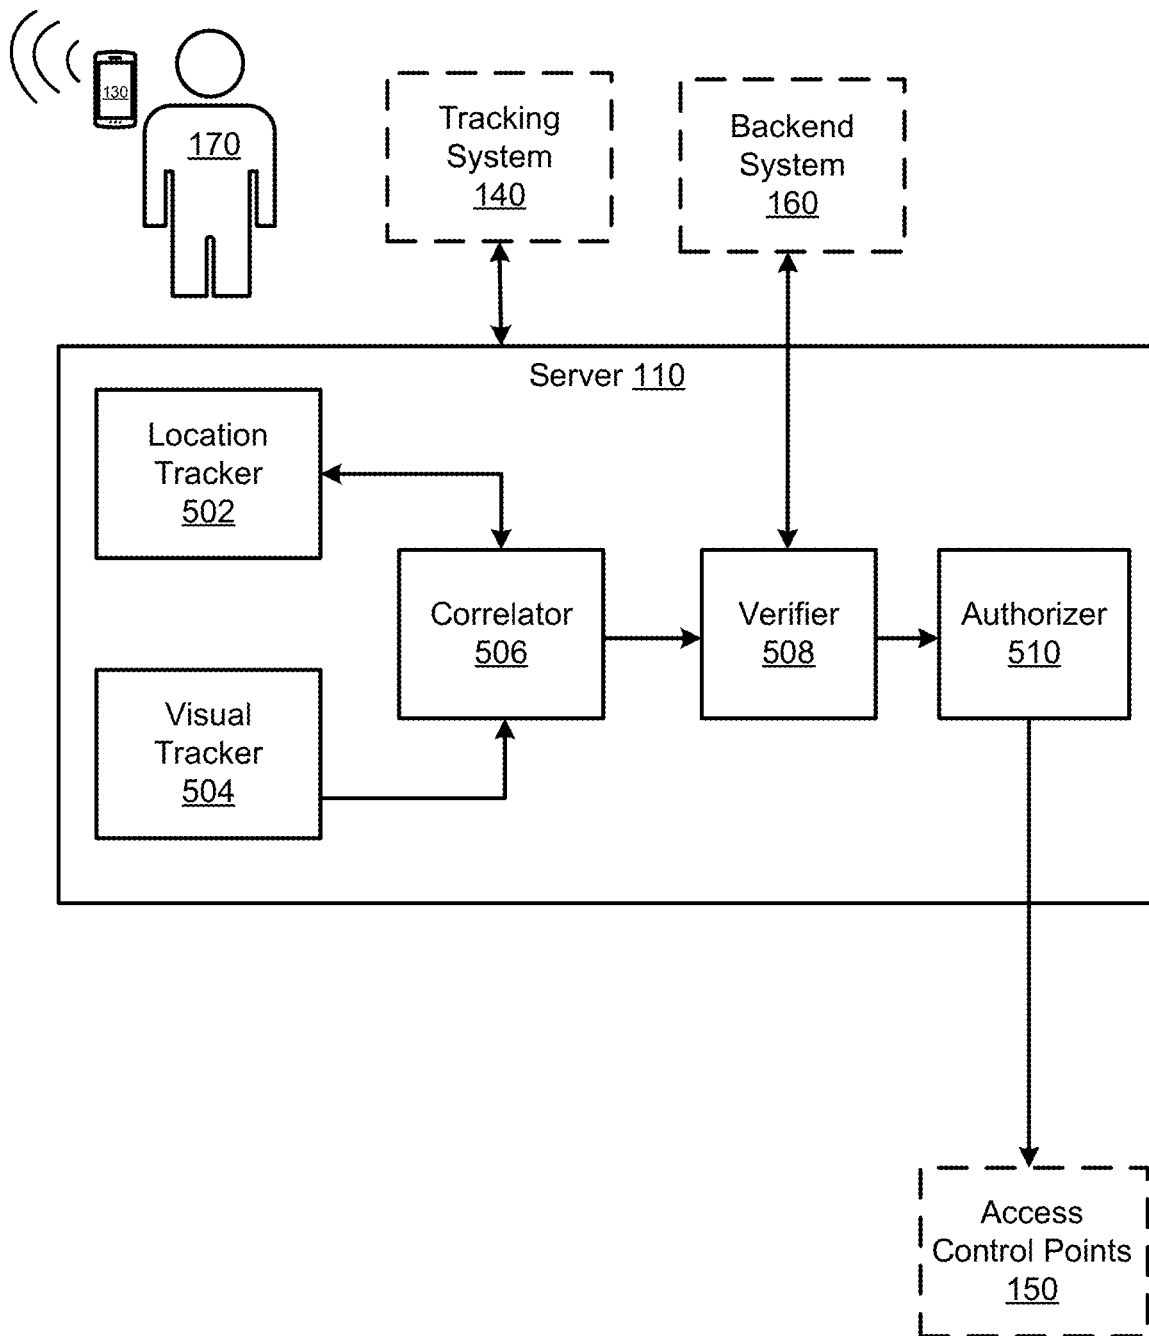 130
170
Tracking
System
140
Backend
System
160
Server 110
Location
Tracker
502
Correlator
506
Verifier
508
Authorizer
510
Visual
Tracker
504
Access
Control Points
150